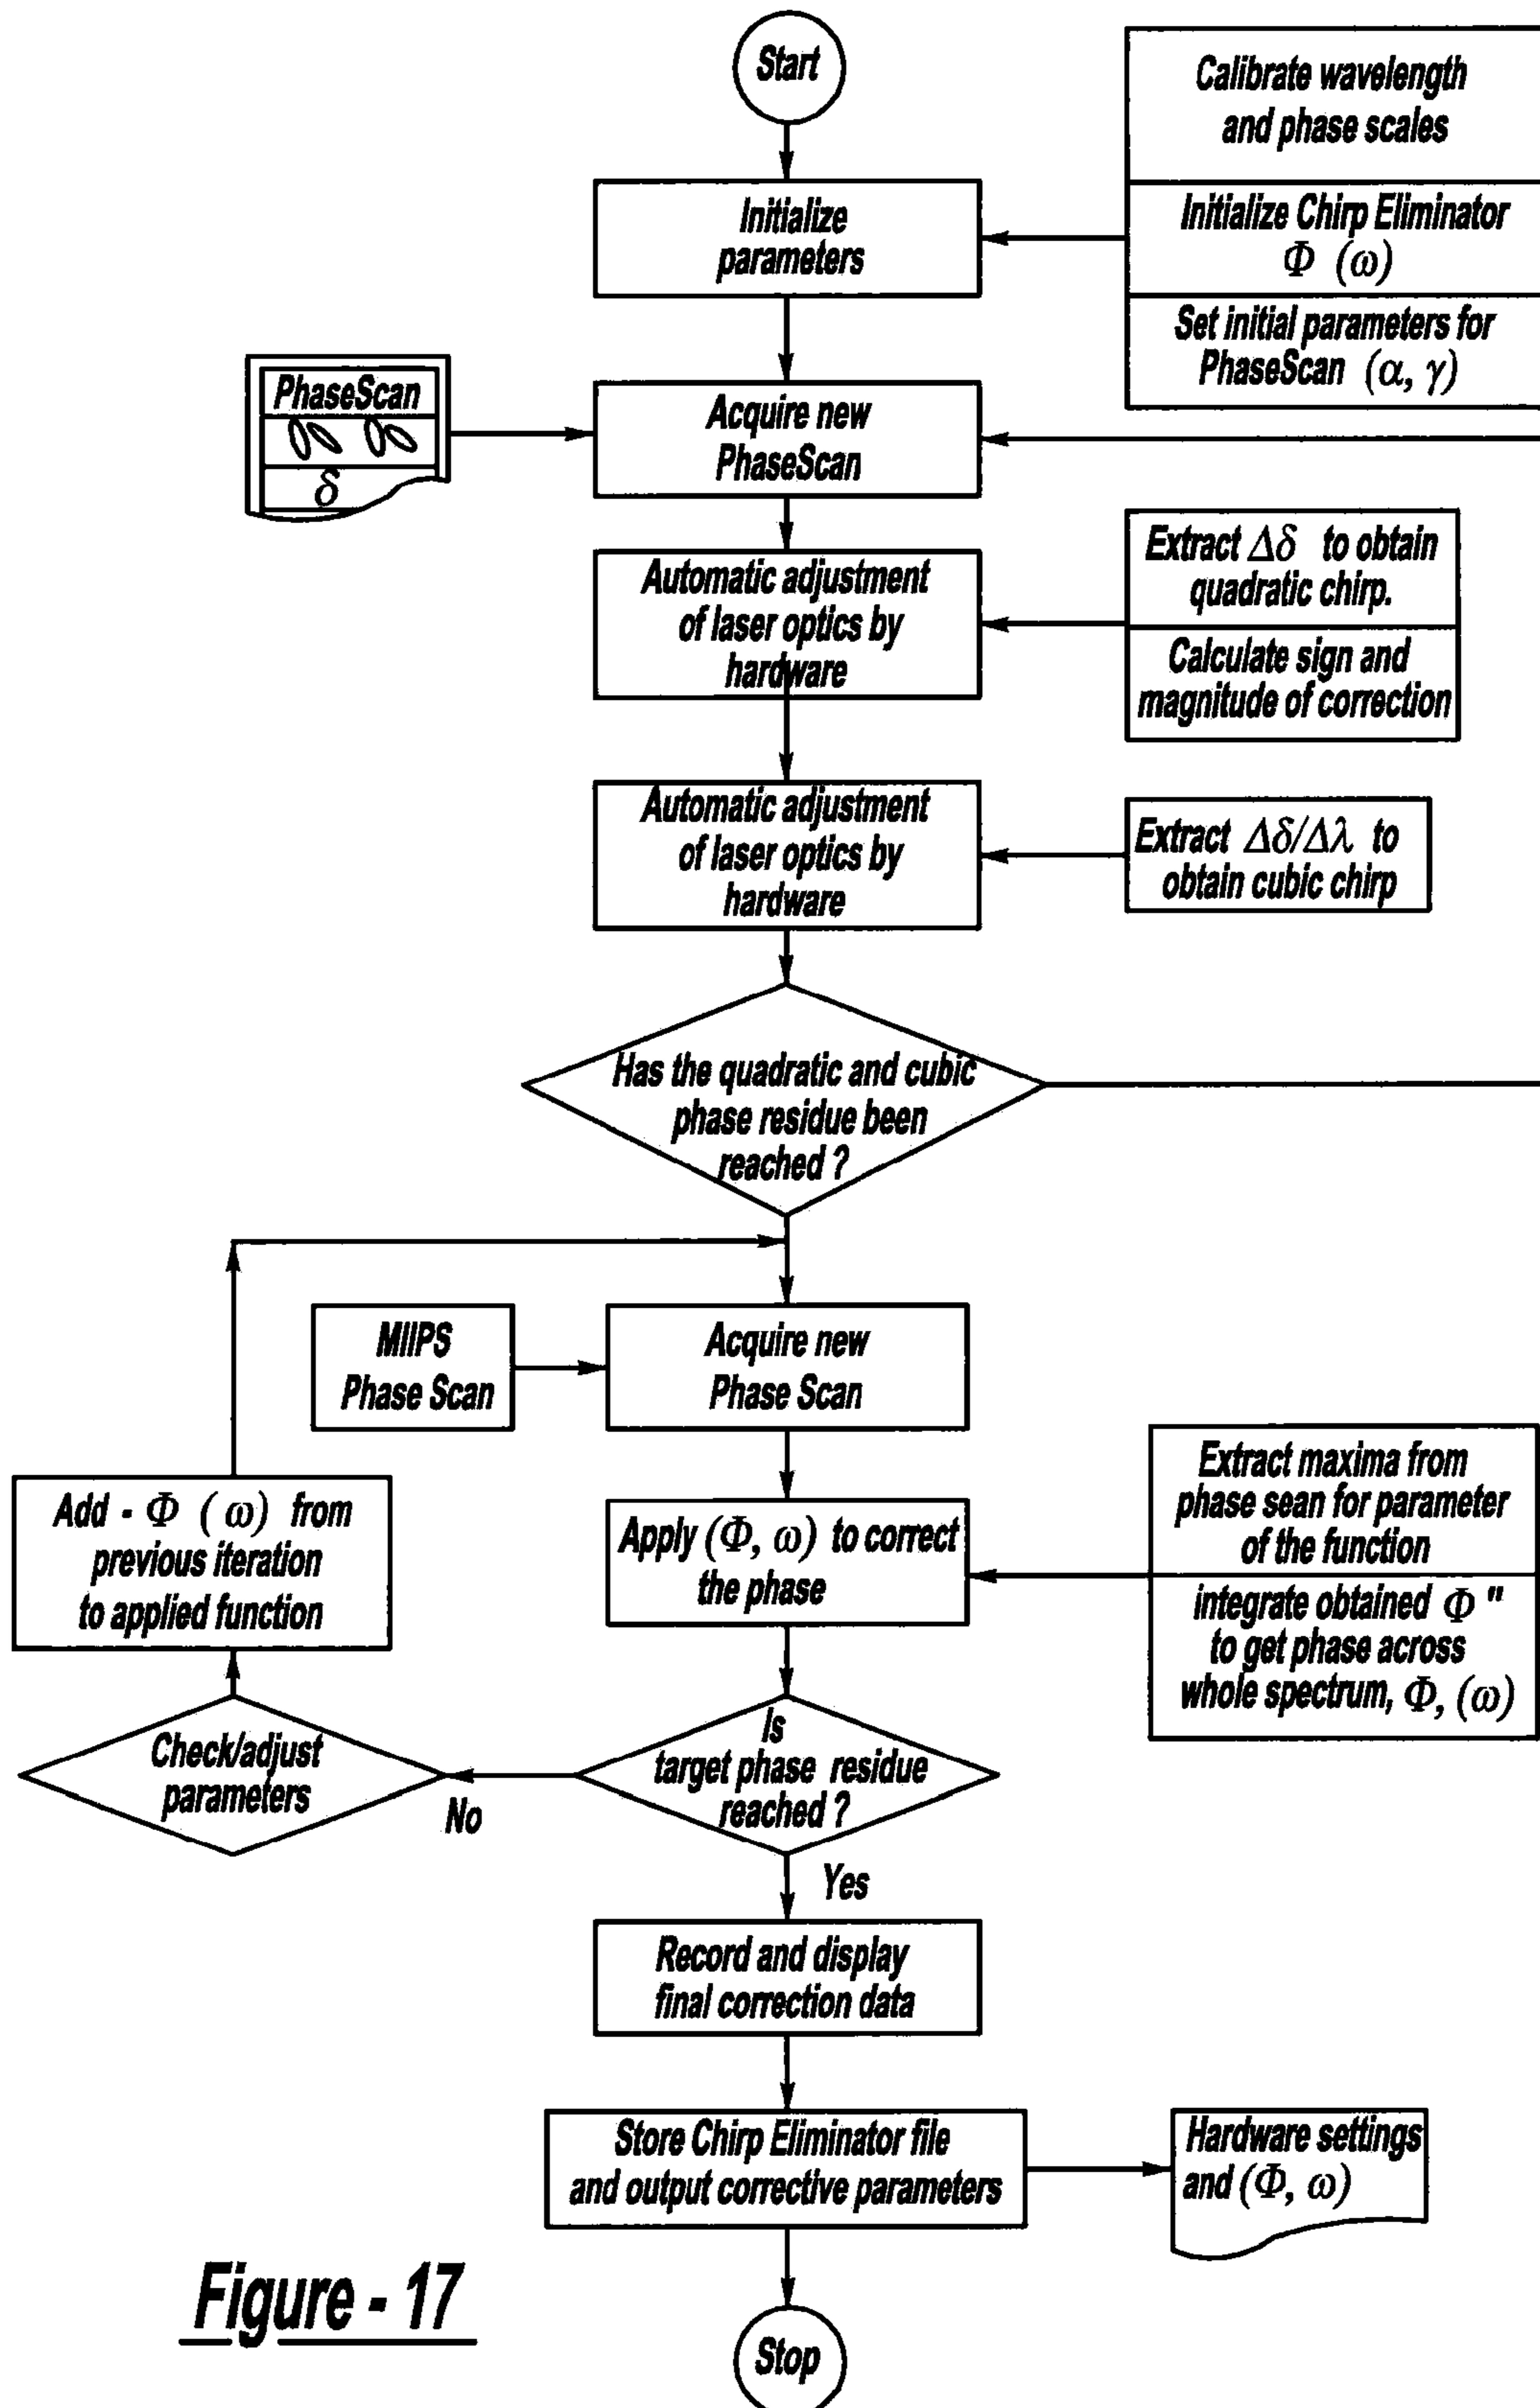 Start
Calibrate wavelength
and phase scales
Initialize
parameters
Initialize Chirp Eliminator
Φ (ω)
Set initial parameters for
PhaseScan (α, γ)
PhaseScan
δ
Acquire new
PhaseScan
Automatic adjustment
of laser optics by
hardware
Extract Δδ to obtain
quadratic chirp.
Calculate sign and
magnitude of correction
Automatic adjustment
of laser optics by
hardware
Extract Δδ/Δλ to
obtain cubic chirp
Has the quadratic and cubic
phase residue been
reached ?
MIIPS
Phase Scan
Acquire new
Phase Scan
Add - Φ ( ω) from
previous iteration
to applied function
Apply (Φ, ω) to correct
the phase
Extract maxima from
phase sean for parameter
of the function
integrate obtained Φ "
to get phase across
whole spectrum, Φ, (ω)
Check/adjust
parameters
No
Is
target phase residue
reached ?
Yes
Record and display
final correction data
Store Chirp Eliminator file
and output corrective parameters
Hardware settings
and (Φ, ω)
Figure - 17
Stop